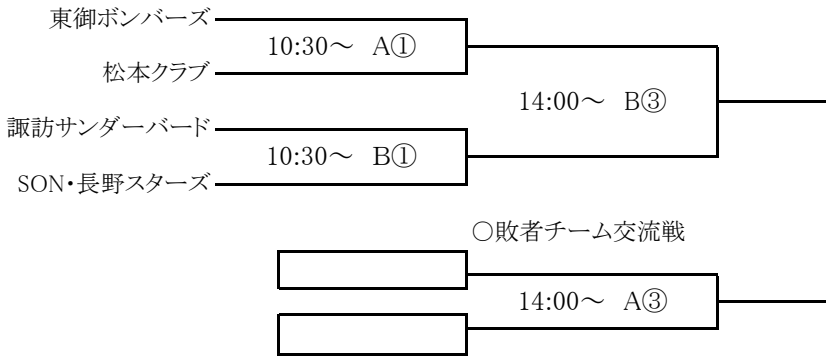 東御ボンバーズ
10:30～ A①
松本クラブ
14:00～ B③
諏訪サンダーバード
10:30～ B①
SON・長野スターズ
○敗者チーム交流戦
14:00～ A③